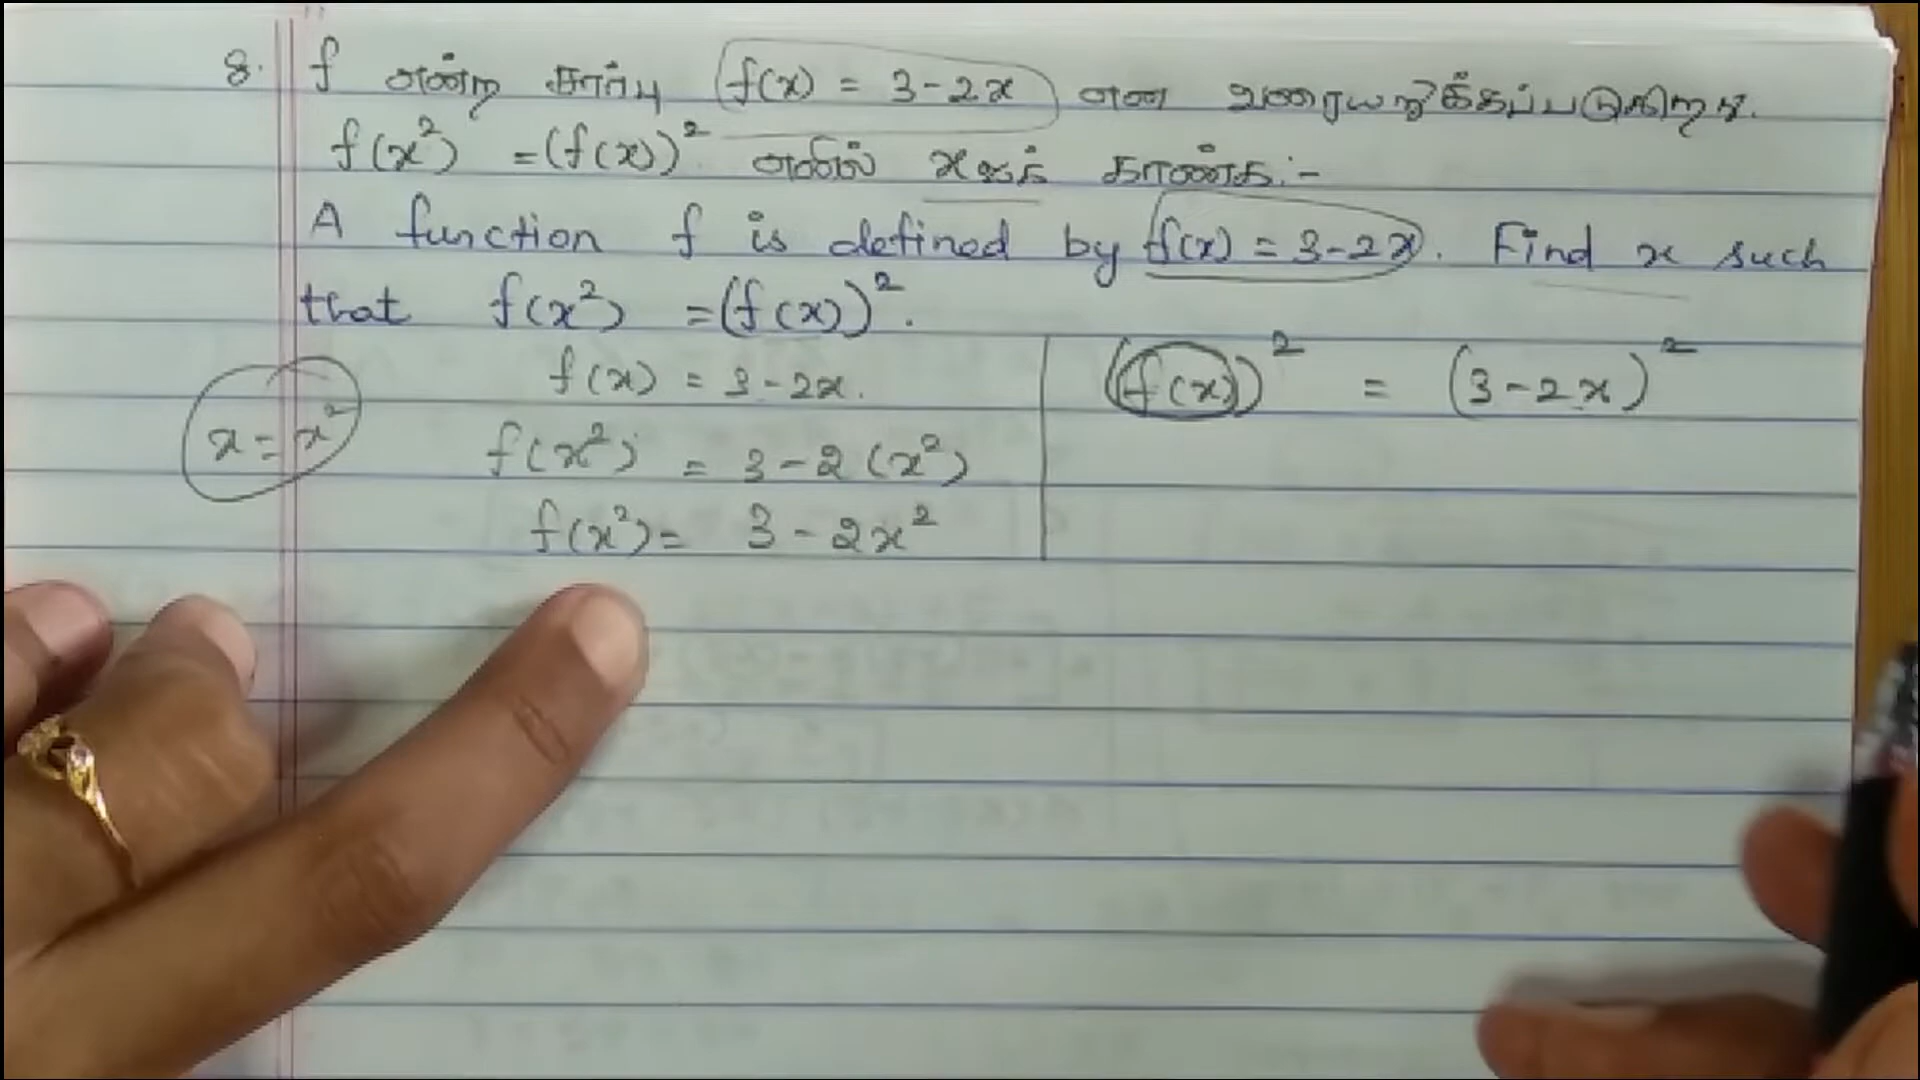 8. f என்ற சார்பு f(x) = 3-2x என வரையறுக்கப்படுகிறது.
f(x²) = (f(x))² எனில் x ஐக் காண்க:-
A function f is defined by f(x) = 3-2x. Find x such
that f(x²) = (f(x))².
f(x) = 3-2x.
x = x²
f(x²) = 3-2(x²)
f(x²) = 3-2x²
(f(x))² = (3-2x)²